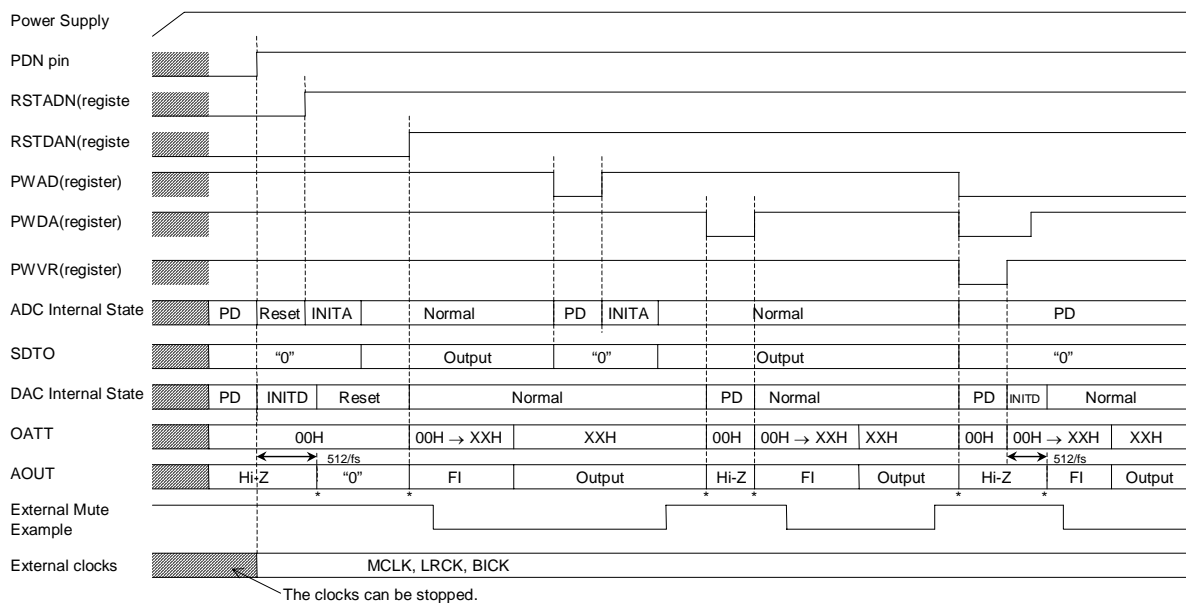 Power Supply
PDN pin
RSTADN(registe
RSTDAN(registe
PWAD(register)
PWDA(register)
PWVR(register)
ADC Internal State PD Reset INITA Normal PD INITA Normal PD
SDTO “0” Output “0” Output “0”
DAC Internal State PD INITD Reset Normal PD Normal PD INITD Normal
OATT 00H 00H → XXH XXH 00H 00H → XXH XXH 00H 00H → XXH XXH
512/fs 512/fs
AOUT Hi-Z “0” FI Output Hi-Z FI Output Hi-Z FI Output
* * * * * *
External Mute
Example
External clocks MCLK, LRCK, BICK
The clocks can be stopped.